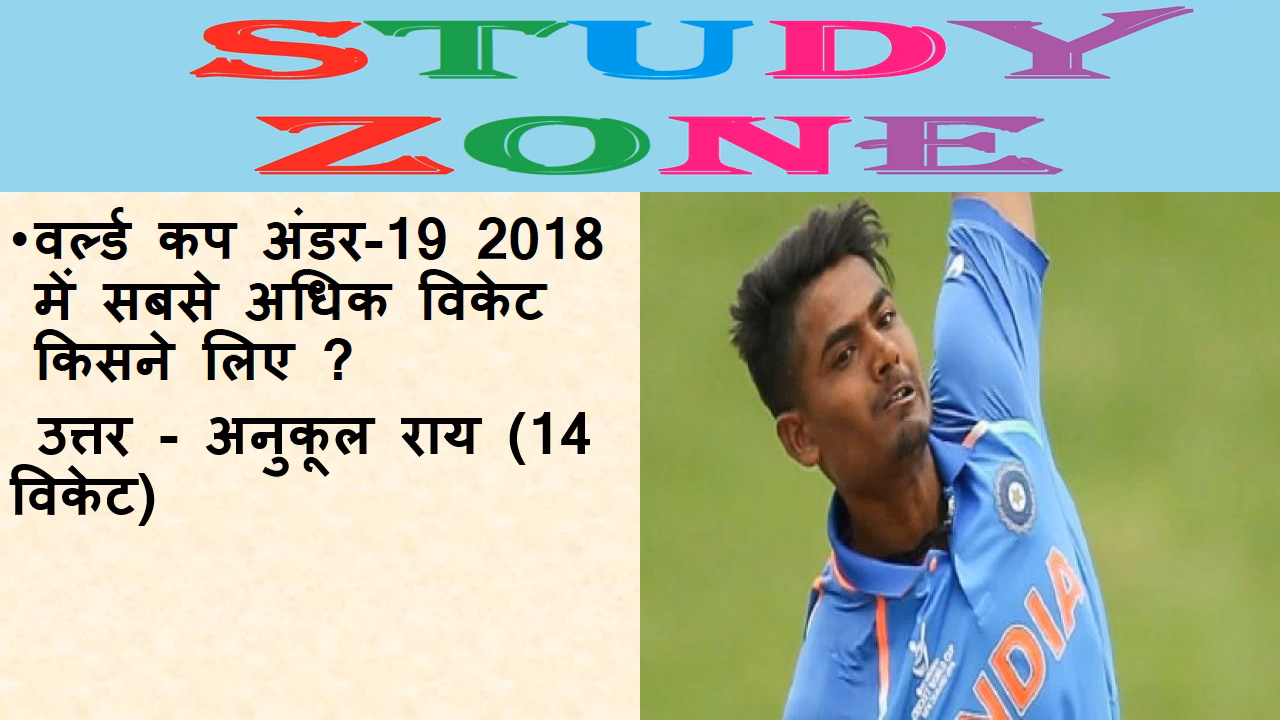 STUDY
ZONE
•वर्ल्ड कप अंडर-19 2018
में सबसे अधिक विकेट
किसने लिए ?
उत्तर - अनुकूल राय (14
विकेट)
INDIA